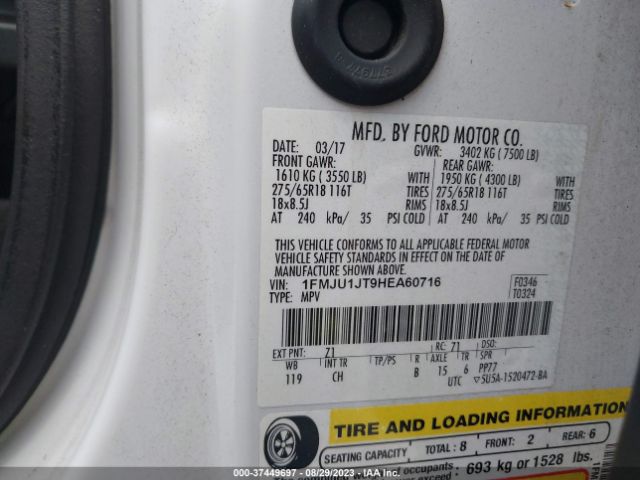 MFD. BY FORD MOTOR CO.
DATE: 03/17 GVWR: 3402 KG ( 7500 LB)
FRONT GAWR: REAR GAWR:
1610 KG ( 3550 LB) WITH 1950 KG ( 4300 LB) WITH
275/65R18 116T TIRES 275/65R18 116T TIRES
18x8.5J RIMS 18x8.5J RIMS
AT 240 kPa/ 35 PSI COLD AT 240 kPa/ 35 PSI COLD
THIS VEHICLE CONFORMS TO ALL APPLICABLE FEDERAL MOTOR
VEHICLE SAFETY STANDARDS IN EFFECT ON THE DATE OF
MANUFACTURE SHOWN ABOVE.
VIN: 1FMJU1JT9HEA60716 F0346
TYPE: MPV T0324
EXT PNT: Z1 RC: Z1 DSO:
WB INT TR TP/PS R AXLE TR SPR
119 CH B 15 6 PP77
UTC ▽5U5A-1520472-BA
TIRE AND LOADING INFORMATION
SEATING CAPACITY TOTAL: 8 FRONT: 2 REAR: 6
occupants 693 kg or 1528 lbs.
00-37449697 - 08/29/2023 - IAA Inc.